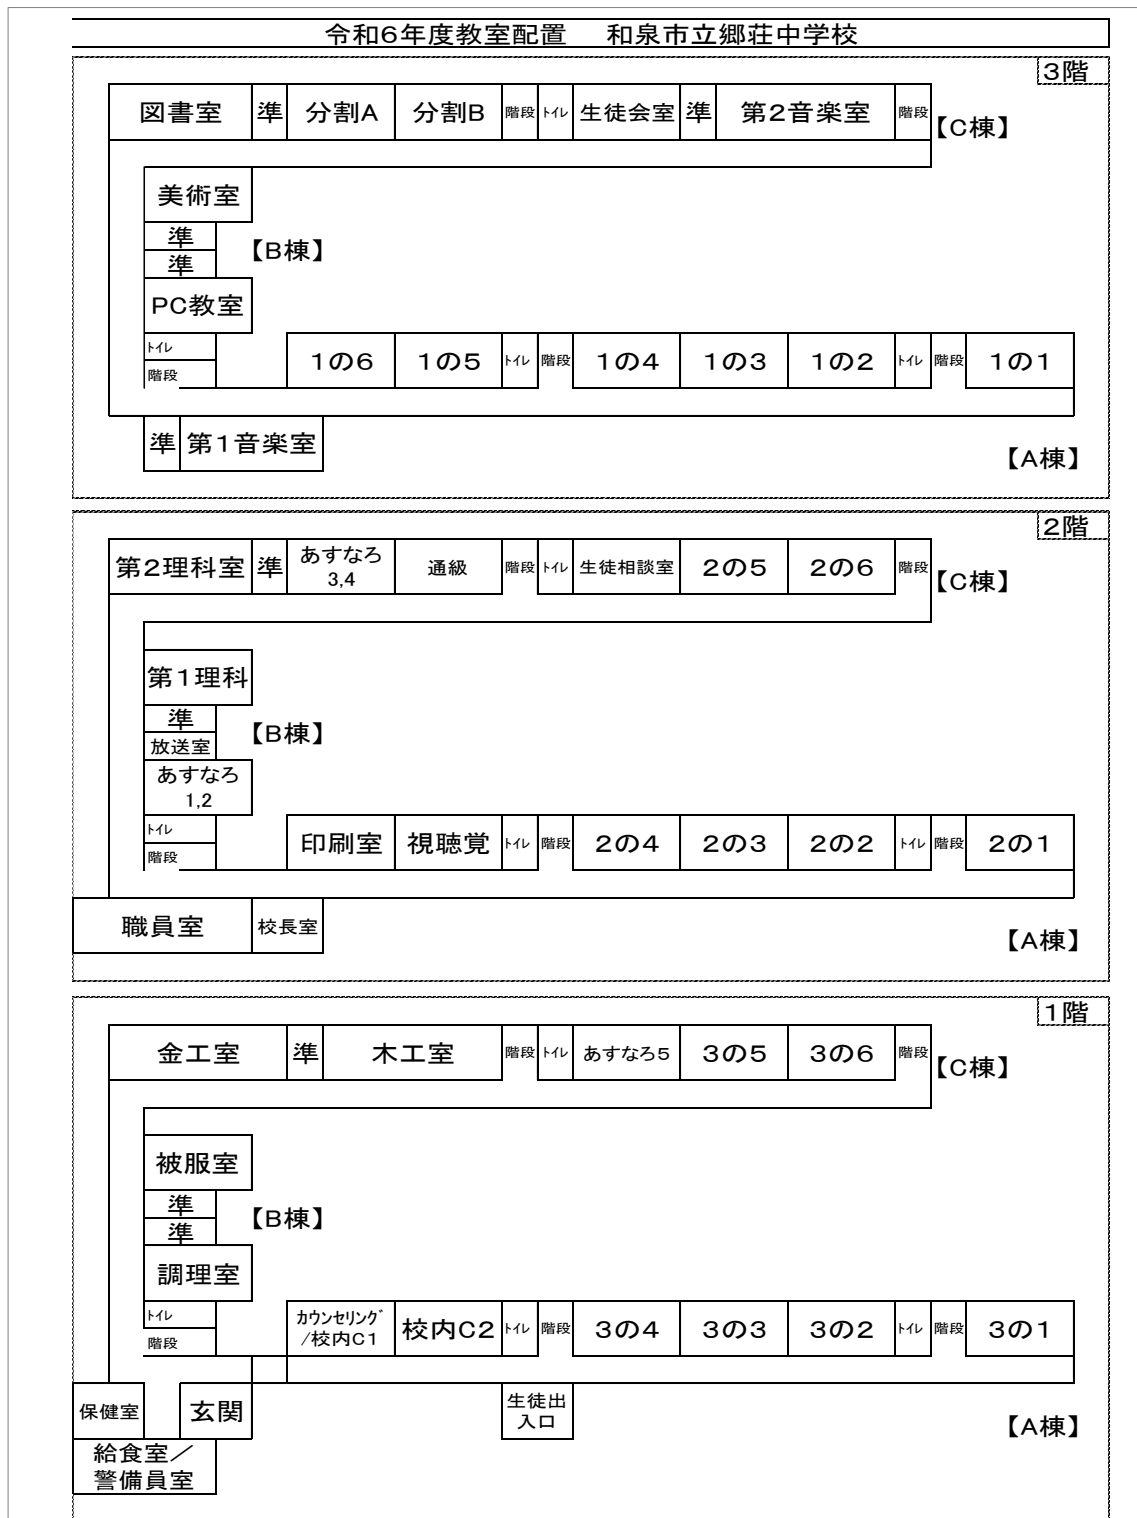 令和6年度教室配置　和泉市立郷荘中学校
3階
図書室 準 分割A 分割B 階段 トイレ 生徒会室 準 第2音楽室 階段
【C棟】
美術室
準
準
【B棟】
PC教室
トイレ
階段
1の6 1の5 トイレ 階段 1の4 1の3 1の2 トイレ 階段 1の1
準 第1音楽室
【A棟】
2階
第2理科室 準 あすなろ
3,4
通級 階段 トイレ 生徒相談室 2の5 2の6 階段
【C棟】
第1理科
準
放送室
【B棟】
あすなろ
1,2
トイレ
階段
印刷室 視聴覚 トイレ 階段 2の4 2の3 2の2 トイレ 階段 2の1
職員室 校長室
【A棟】
1階
金工室 準 木工室 階段 トイレ あすなろ5 3の5 3の6 階段
【C棟】
被服室
準
準
【B棟】
調理室
トイレ
階段
カウンセリング
/校内C1
校内C2 トイレ 階段 3の4 3の3 3の2 トイレ 階段 3の1
保健室 玄関
生徒出
入口
【A棟】
給食室／
警備員室